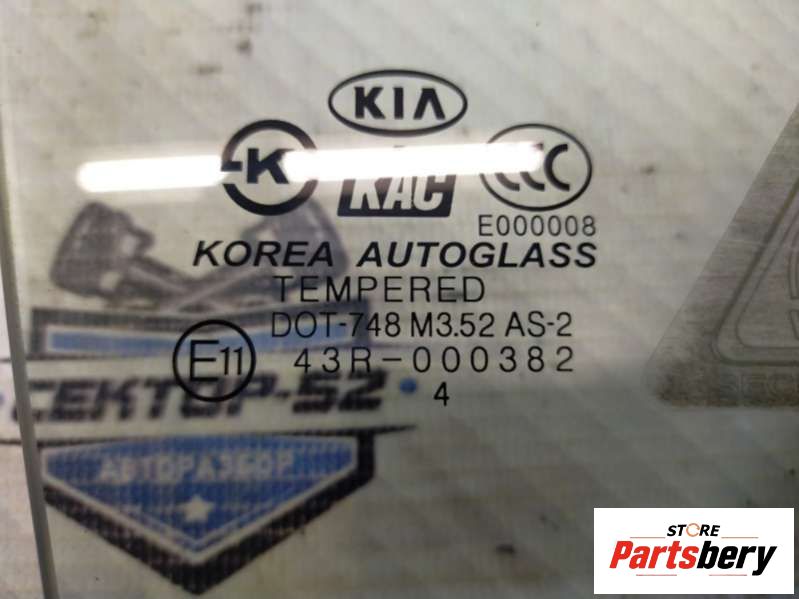 KIA
K
KAC
CCC
E000008
KOREA AUTOGLASS
TEMPERED
DOT-748 M3.52 AS-2
E11
43R-000382
•4
СЕКТОР-52
АВТОРАЗБОР
STORE
Partsbery